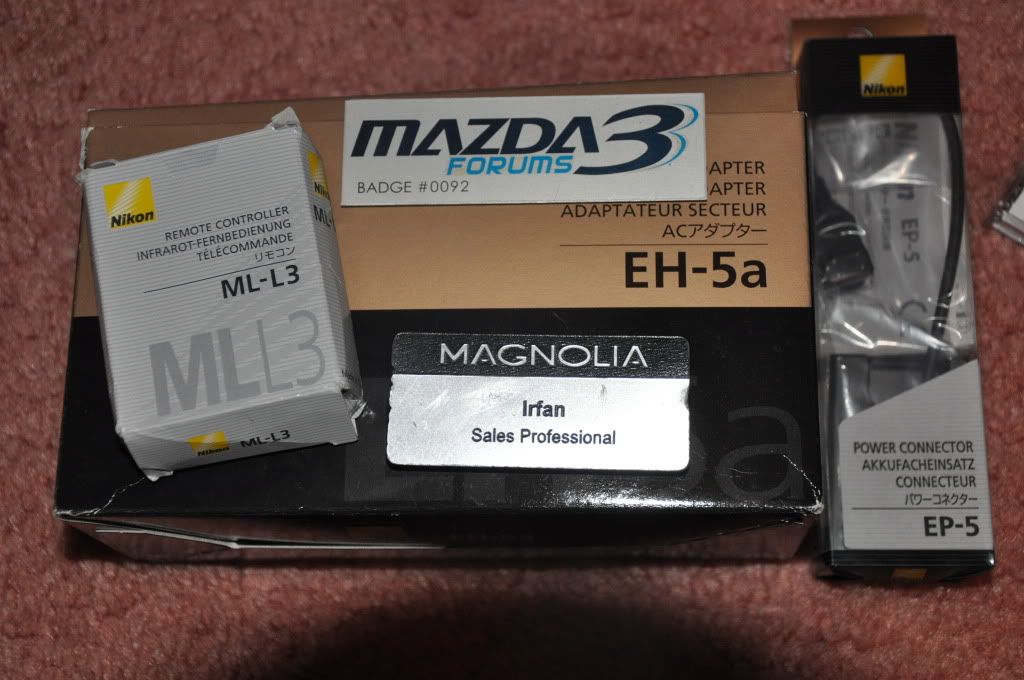 Nikon
REMOTE CONTROLLER
INFRAROT-FERNBEDIENUNG
TÉLÉCOMMANDE
リモコン
ML-L3
MLL3
Nikon
ML-L3
Nikon
MAZDA3
FORUMS
BADGE #0092
APTER
APTER
ADAPTATEUR SECTEUR
ACアダプター
EH-5a
MAGNOLIA
Irfan
Sales Professional
Nikon
EP-5
POWER CONNECTOR
AKKUFACHEINSATZ
CONNECTEUR
パワーコネクター
EP-5